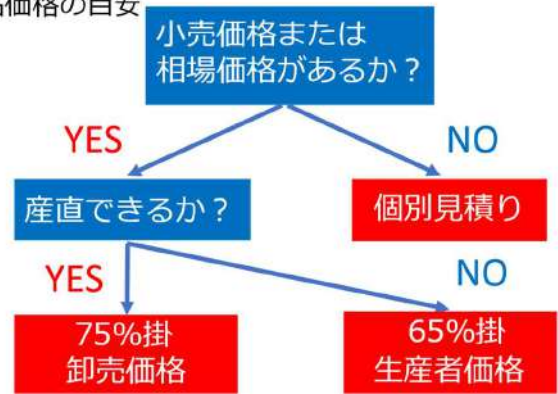 価格の目安
小売価格または
相場価格があるか？
YES
NO
産直できるか？
個別見積り
YES
NO
75%掛
卸売価格
65%掛
生産者価格